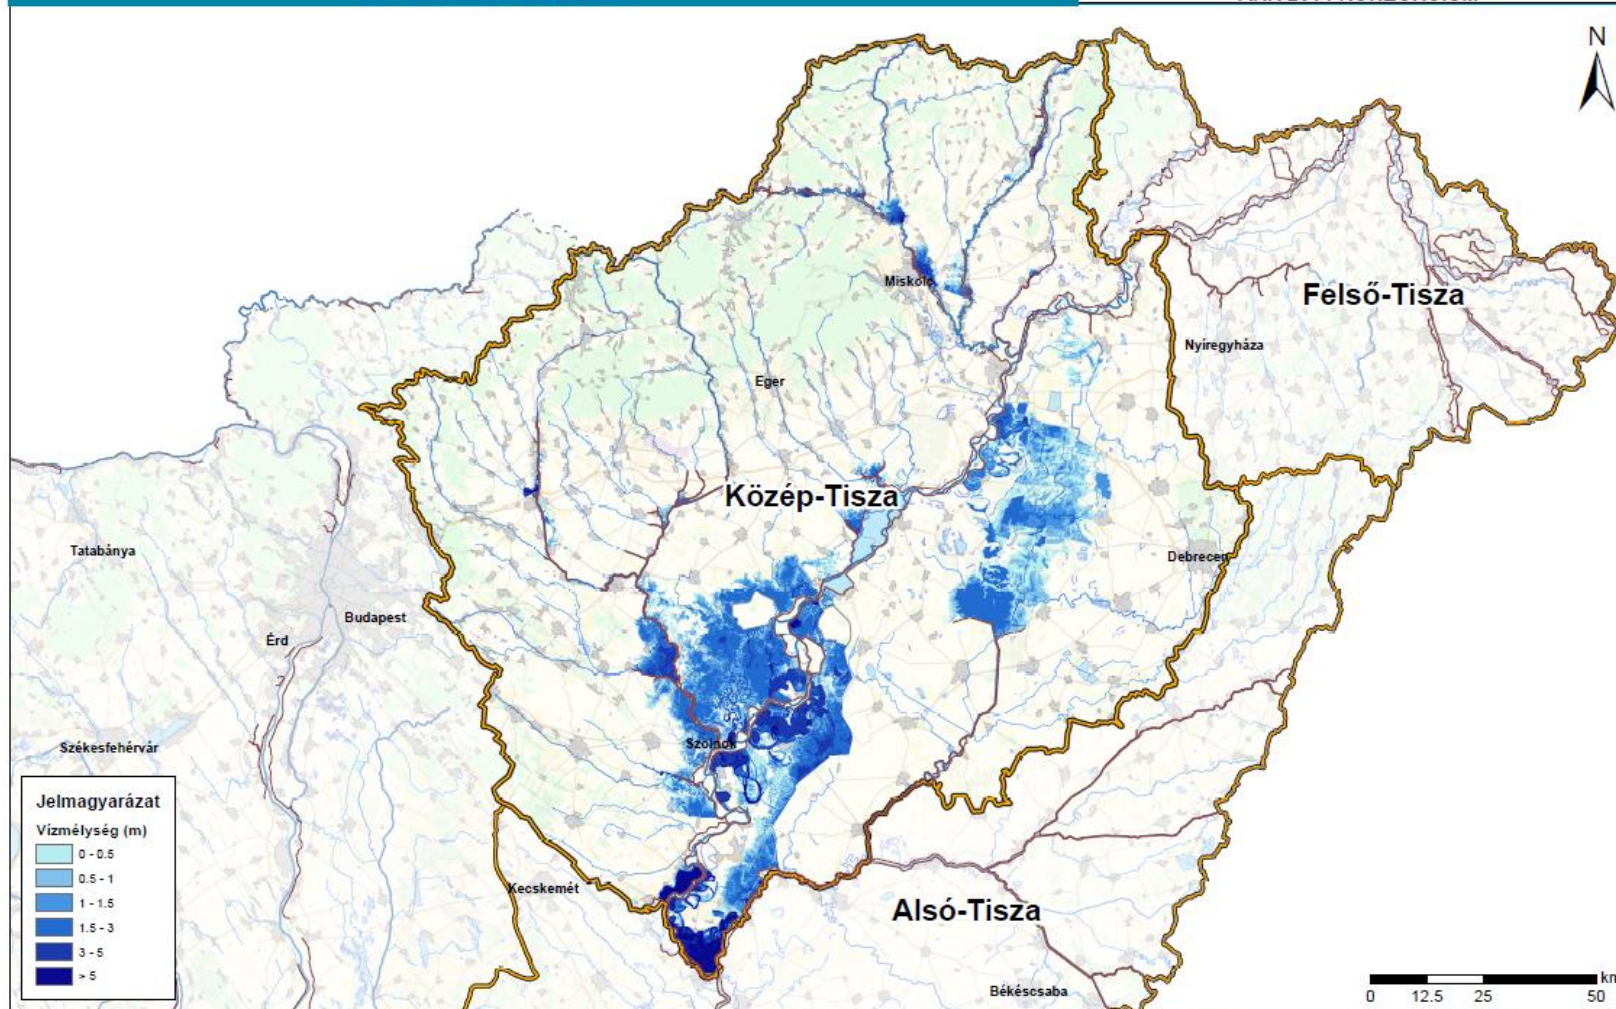 N
Felső-Tisza
Miskolc
Nyíregyháza
Eger
Közép-Tisza
Tatabánya
Debrecen
Budapest
Érd
Székesfehérvár
Szolnok
Jelmagyarázat
Vízmélység (m)
0 - 0.5
0.5 - 1
1 - 1.5
1.5 - 3
3 - 5
> 5
Kecskemét
Alsó-Tisza
Békéscsaba
km
0 12.5 25 50